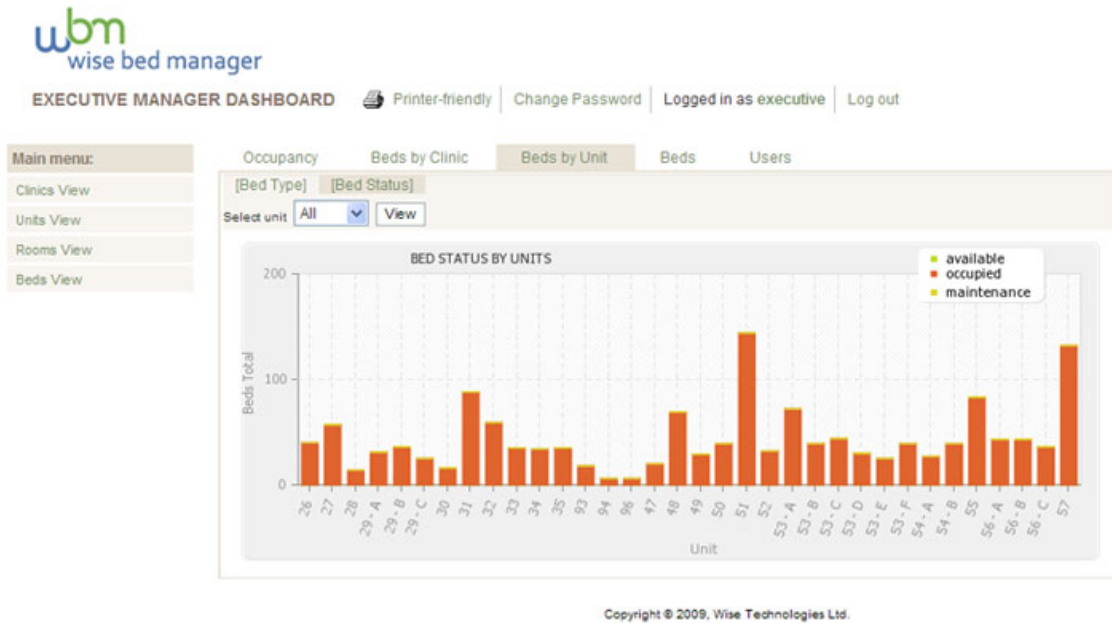 wbm
wise bed manager
EXECUTIVE MANAGER DASHBOARD Printer-friendly Change Password Logged in as executive Log out
Main menu:
Clinics View
Units View
Rooms View
Beds View
Occupancy Beds by Clinic Beds by Unit Beds Users
[Bed Type] [Bed Status]
Select unit All View
BED STATUS BY UNITS
available
occupied
maintenance
200
100
0
Beds Total
26 27 28 29 - A 29 - B 29 - C 30 31 32 33 34 35 93 94 96 47 48 49 50 51 52 53 - A 53 - B 53 - C 53 - D 53 - E 53 - F 54 - A 54 - B 55 56 - A 56 - B 56 - C 57
Unit
Copyright © 2009, Wise Technologies Ltd.